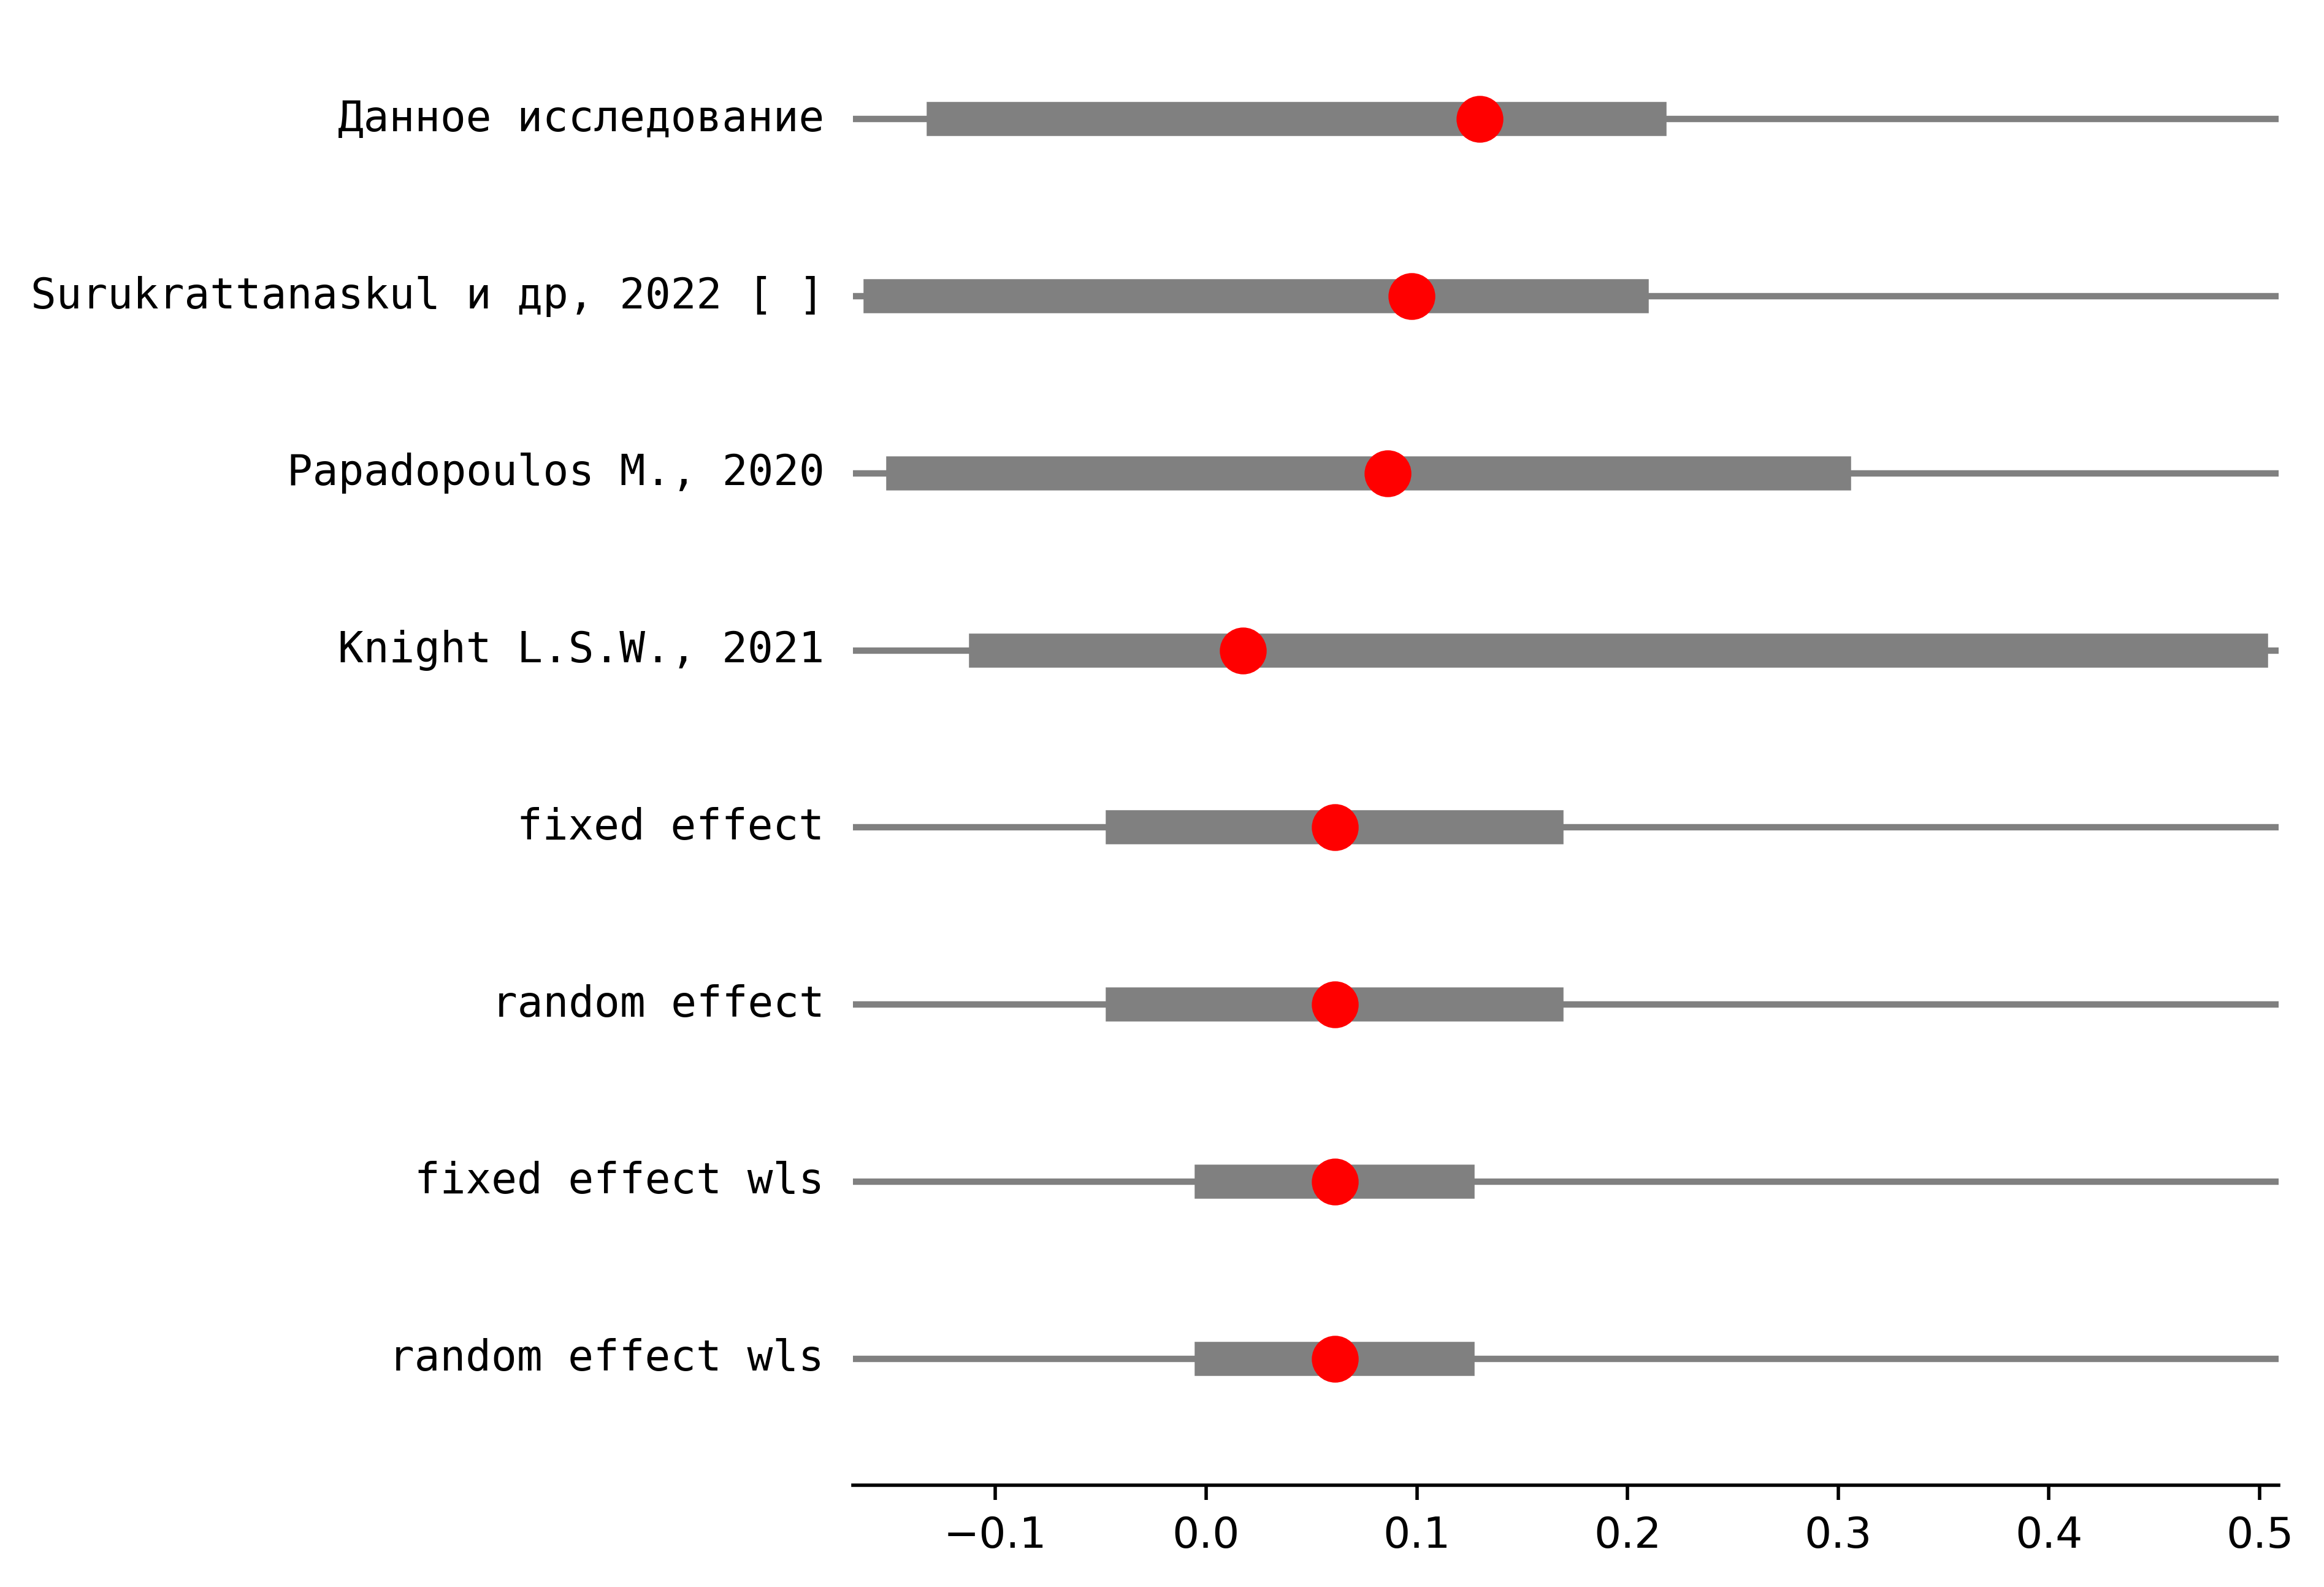 Данное исследование
Surukrattanaskul и др, 2022 [ ]
Papadopoulos M., 2020
Knight L.S.W., 2021
fixed effect
random effect
fixed effect wls
random effect wls
−0.1 0.0 0.1 0.2 0.3 0.4 0.5